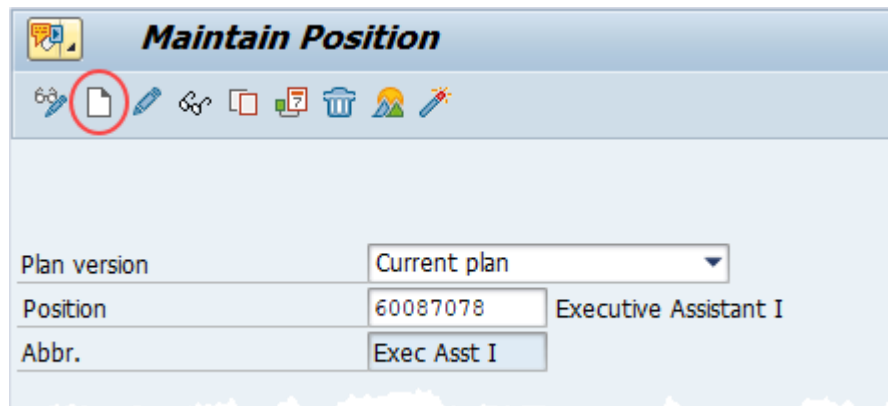 Maintain Position
Plan version Current plan
Position 60087078 Executive Assistant I
Abbr. Exec Asst I